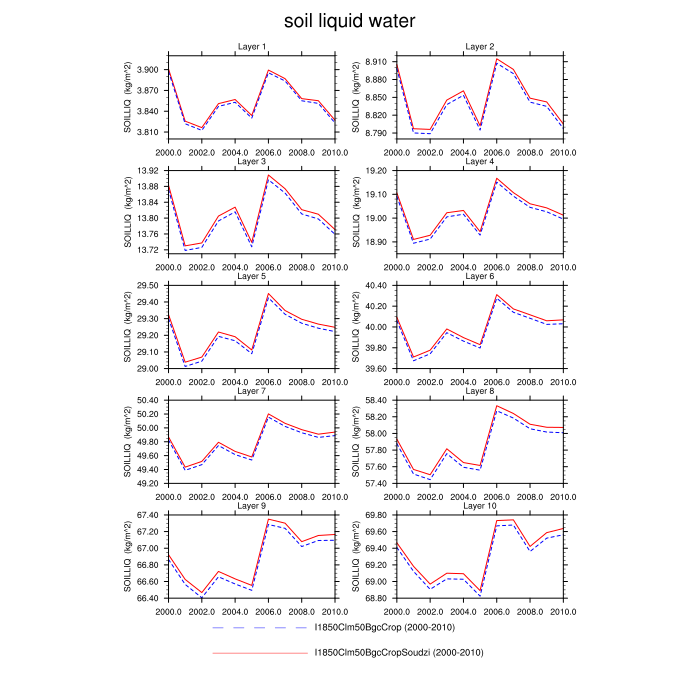 soil liquid water
Layer 1
SOILLIQ (kg/m^2)
3.900
3.870
3.840
3.810
2000.0 2002.0 2004.0 2006.0 2008.0 2010.0
Layer 2
SOILLIQ (kg/m^2)
8.910
8.880
8.850
8.820
8.790
2000.0 2002.0 2004.0 2006.0 2008.0 2010.0
Layer 3
SOILLIQ (kg/m^2)
13.92
13.88
13.84
13.80
13.76
13.72
2000.0 2002.0 2004.0 2006.0 2008.0 2010.0
Layer 4
SOILLIQ (kg/m^2)
19.20
19.10
19.00
18.90
2000.0 2002.0 2004.0 2006.0 2008.0 2010.0
Layer 5
SOILLIQ (kg/m^2)
29.50
29.40
29.30
29.20
29.10
29.00
2000.0 2002.0 2004.0 2006.0 2008.0 2010.0
Layer 6
SOILLIQ (kg/m^2)
40.40
40.20
40.00
39.80
39.60
2000.0 2002.0 2004.0 2006.0 2008.0 2010.0
Layer 7
SOILLIQ (kg/m^2)
50.40
50.20
50.00
49.80
49.60
49.40
49.20
2000.0 2002.0 2004.0 2006.0 2008.0 2010.0
Layer 8
SOILLIQ (kg/m^2)
58.40
58.20
58.00
57.80
57.60
57.40
2000.0 2002.0 2004.0 2006.0 2008.0 2010.0
Layer 9
SOILLIQ (kg/m^2)
67.40
67.20
67.00
66.80
66.60
66.40
2000.0 2002.0 2004.0 2006.0 2008.0 2010.0
Layer 10
SOILLIQ (kg/m^2)
69.80
69.60
69.40
69.20
69.00
68.80
2000.0 2002.0 2004.0 2006.0 2008.0 2010.0
I1850Clm50BgcCrop (2000-2010)
I1850Clm50BgcCropSoudzi (2000-2010)